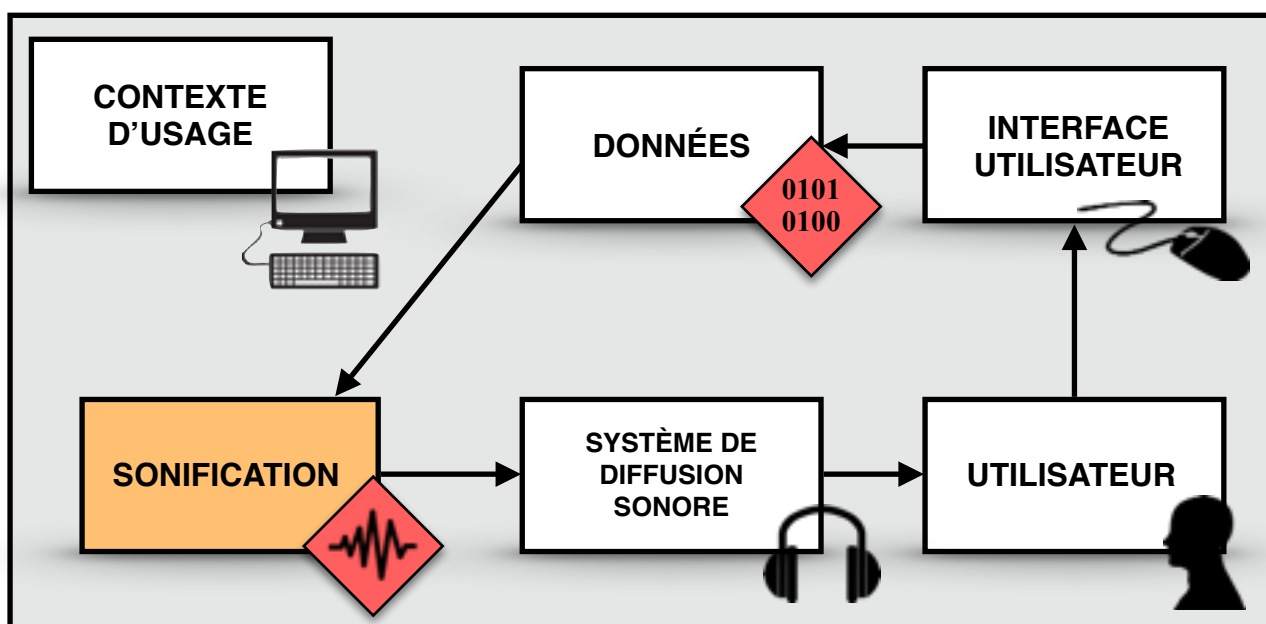 CONTEXTE
D'USAGE
DONNÉES
0101
0100
INTERFACE
UTILISATEUR
SONIFICATION
SYSTÈME DE
DIFFUSION
SONORE
UTILISATEUR